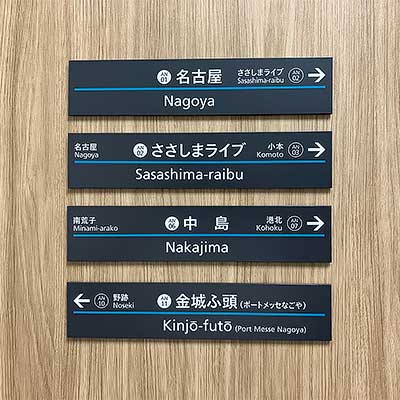 AN 01 名古屋 ささしまライブ AN 02 →
Sasashima-raibu
Nagoya
名古屋 AN 02 ささしまライブ 小本 AN 03 →
Nagoya Komoto
Sasashima-raibu
南荒子 AN 06 中島 港北 AN 07 →
Minami-arako Kohoku
Nakajima
← AN 10 野跡 AN 11 金城ふ頭(ポートメッセなごや)
Noseki
Kinjō-futō (Port Messe Nagoya)